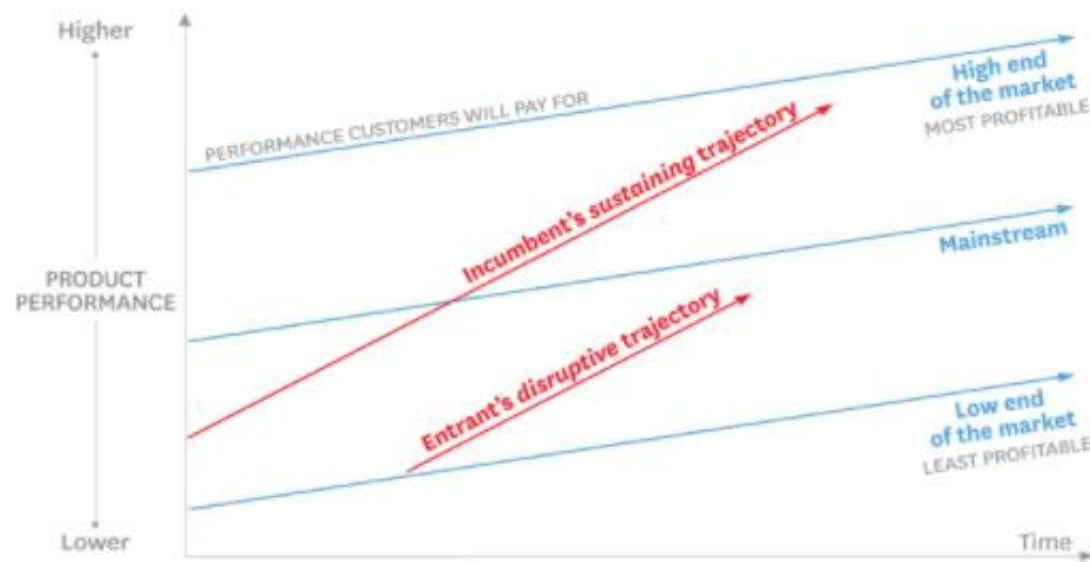 Higher
PERFORMANCE CUSTOMERS WILL PAY FOR
High end
of the market
MOST PROFITABLE
Incumbent's sustaining trajectory
Mainstream
PRODUCT
PERFORMANCE
Entrant's disruptive trajectory
Low end
of the market
LEAST PROFITABLE
Lower
Time